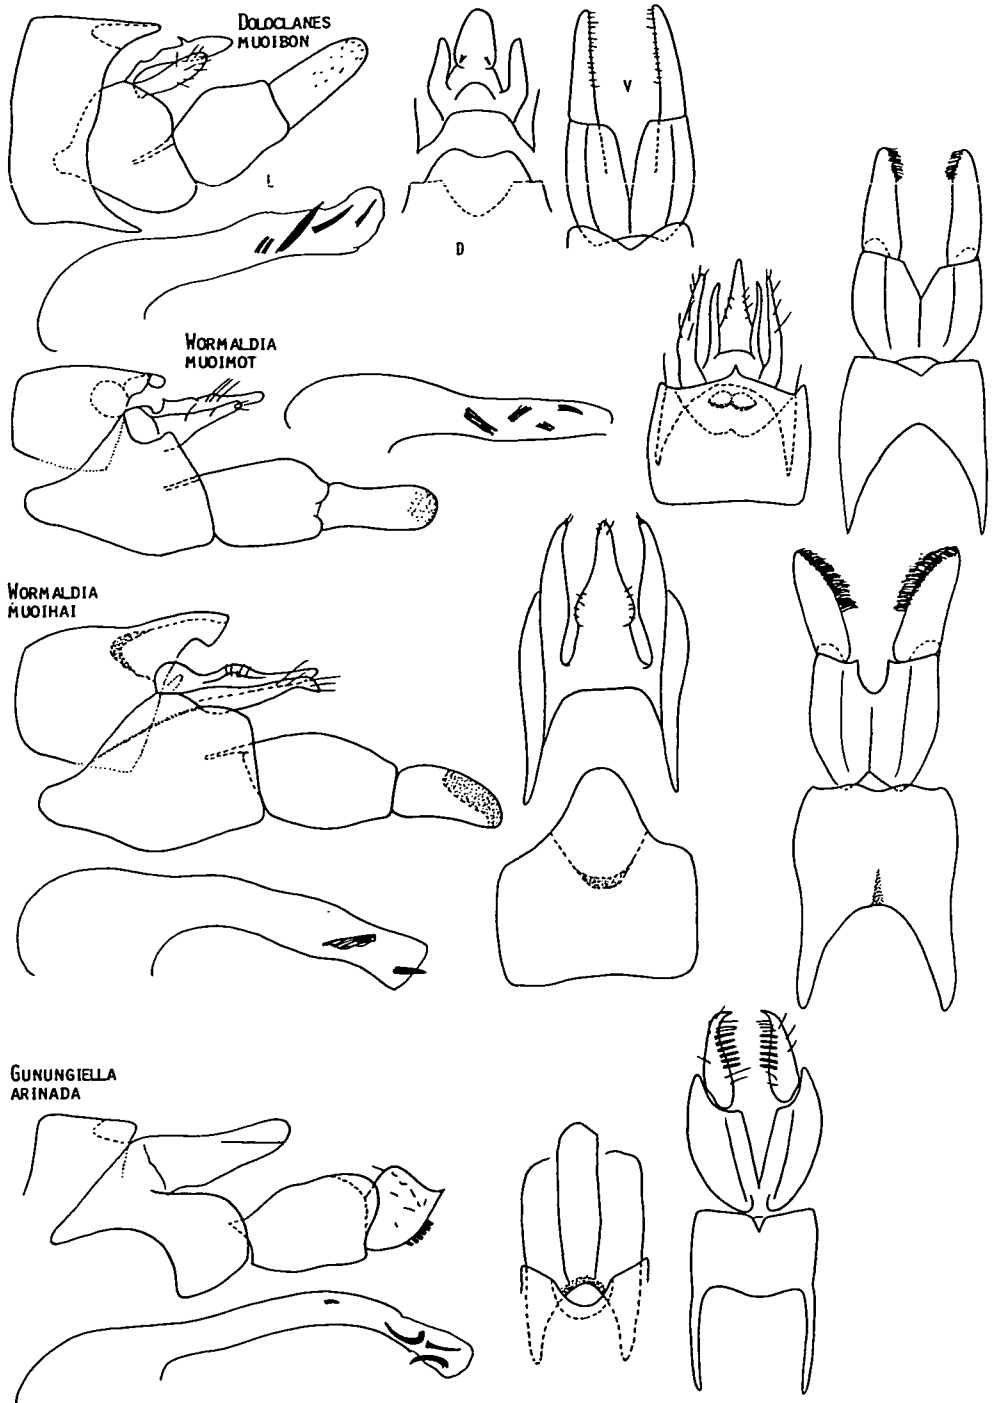 DOLOCLANES
MUOIBON
V
L
D
WORMALDIA
MUOIMOT
WORMALDIA
MUOIHAI
GUNUNGIELLA
ARINADA